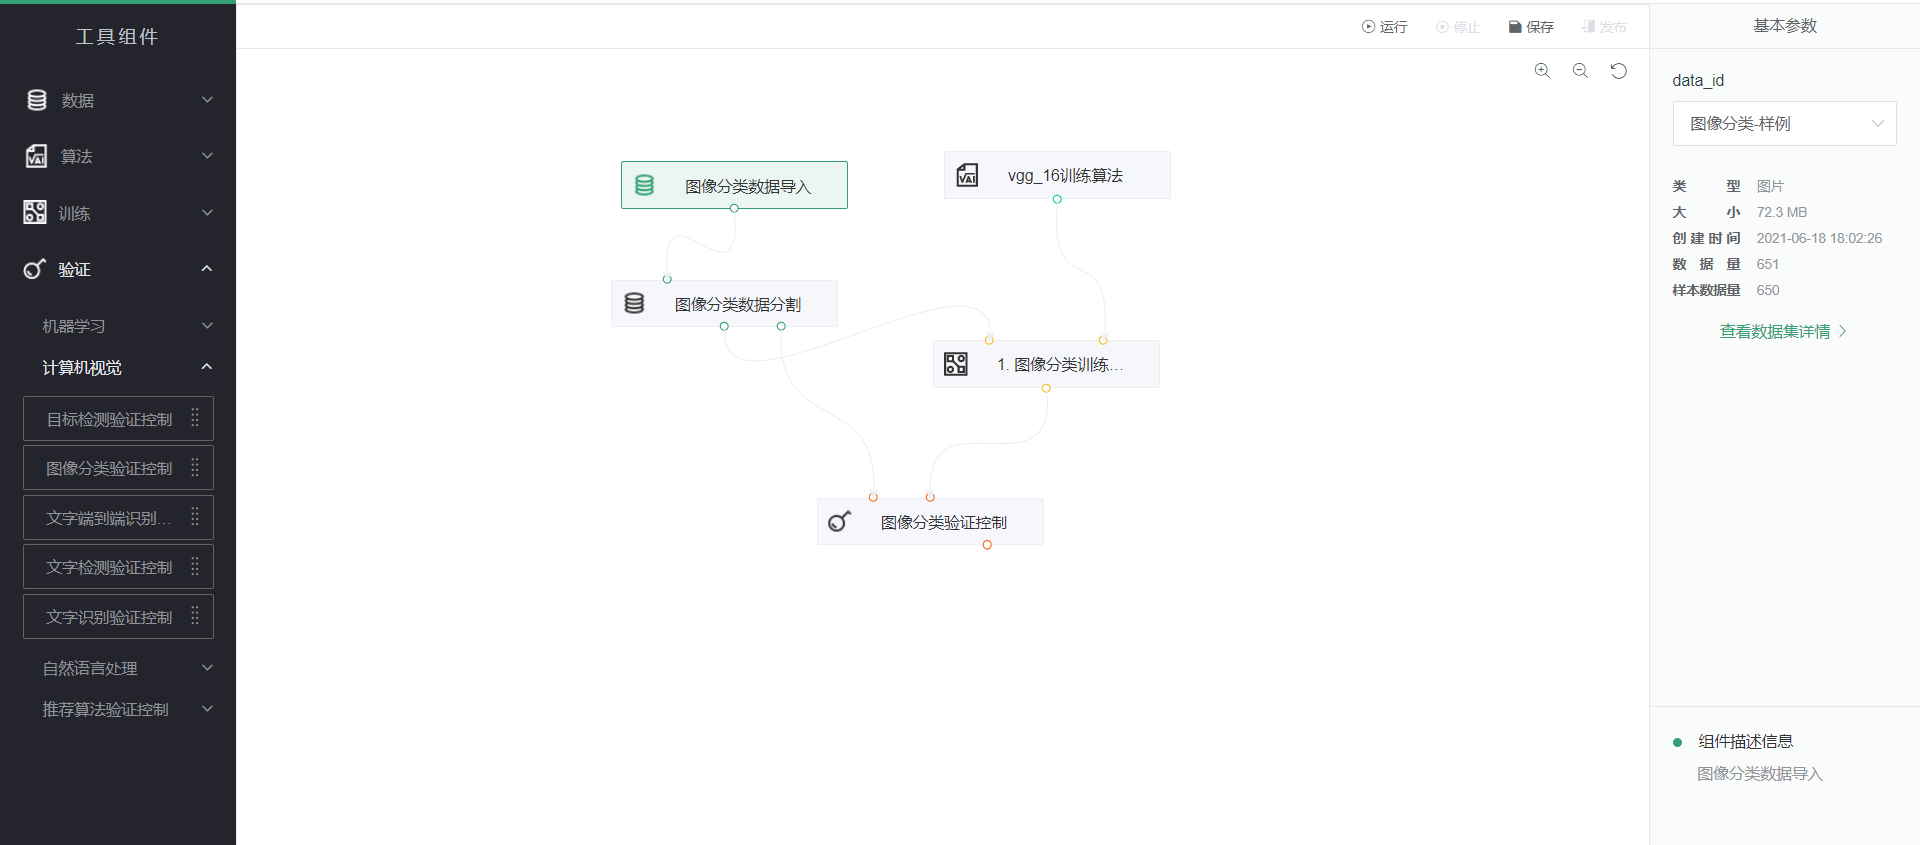 工具组件
数据
算法
训练
验证
机器学习
计算机视觉
目标检测验证控制
图像分类验证控制
文字端到端识别...
文字检测验证控制
文字识别验证控制
自然语言处理
推荐算法验证控制
运行
停止
保存
发布
图像分类数据导入
vgg_16训练算法
图像分类数据分割
1. 图像分类训练...
图像分类验证控制
基本参数
data_id
图像分类-样例
类型 图片
大小 72.3 MB
创建时间 2021-06-18 18:02:26
数据量 651
样本数据量 650
查看数据集详情
组件描述信息
图像分类数据导入